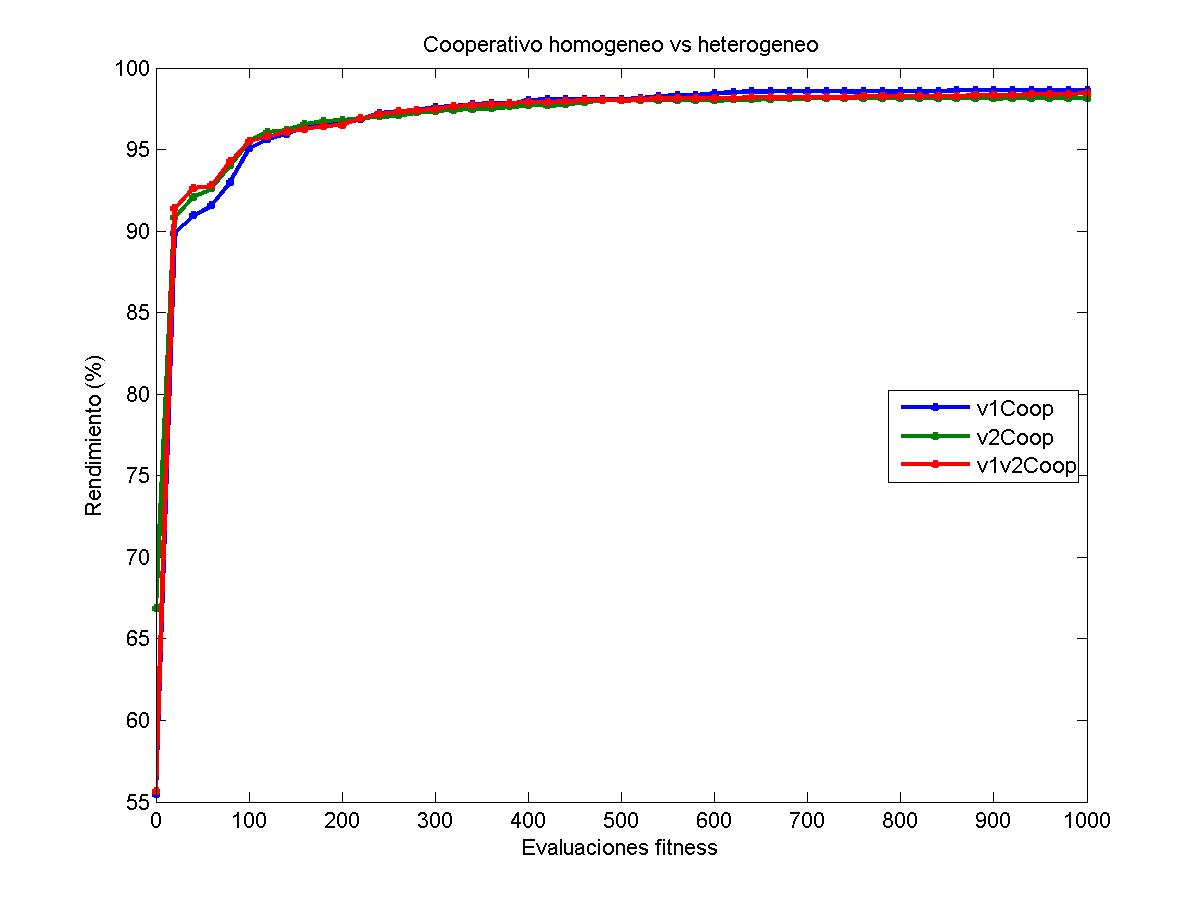 Cooperativo homogeneo vs heterogeneo
100
95
90
85
80
75
70
65
60
55
Rendimiento (%)
v1Coop
v2Coop
v1v2Coop
0 100 200 300 400 500 600 700 800 900 1000
Evaluaciones fitness